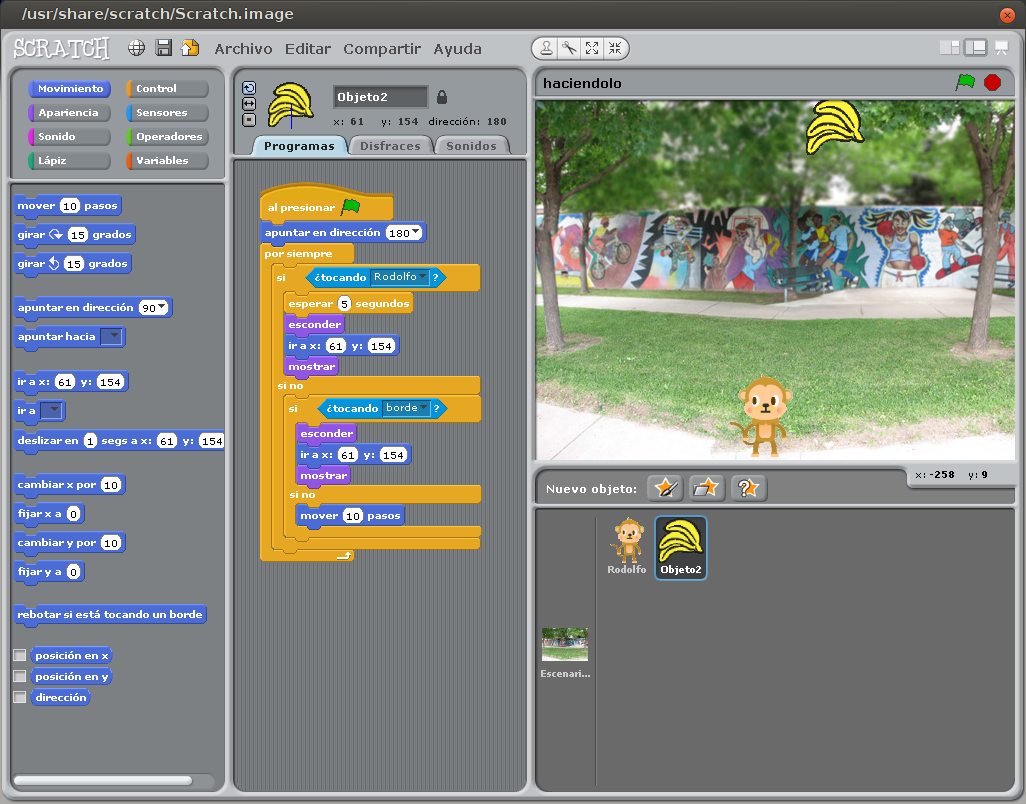 /usr/share/scratch/Scratch.image
SCRATCH
Archivo Editar Compartir Ayuda
Movimiento Control
Apariencia Sensores
Sonido Operadores
Lápiz Variables
mover 10 pasos
girar 15 grados
girar 15 grados
apuntar en dirección 90
apuntar hacia
ir a x: 61 y: 154
ir a
deslizar en 1 segs a x: 61 y: 154
cambiar x por 10
fijar x a 0
cambiar y por 10
fijar y a 0
rebotar si está tocando un borde
posición en x
posición en y
dirección
Objeto2
x: 61 y: 154 dirección: 180
Programas Disfraces Sonidos
al presionar
apuntar en dirección 180
por siempre
si ¿tocando Rodolfo ?
esperar 5 segundos
esconder
ir a x: 61 y: 154
mostrar
si no
si ¿tocando borde ?
esconder
ir a x: 61 y: 154
mostrar
si no
mover 10 pasos
haciendolo
x: -258 y: 9
Nuevo objeto:
Rodolfo Objeto2
Escenari...